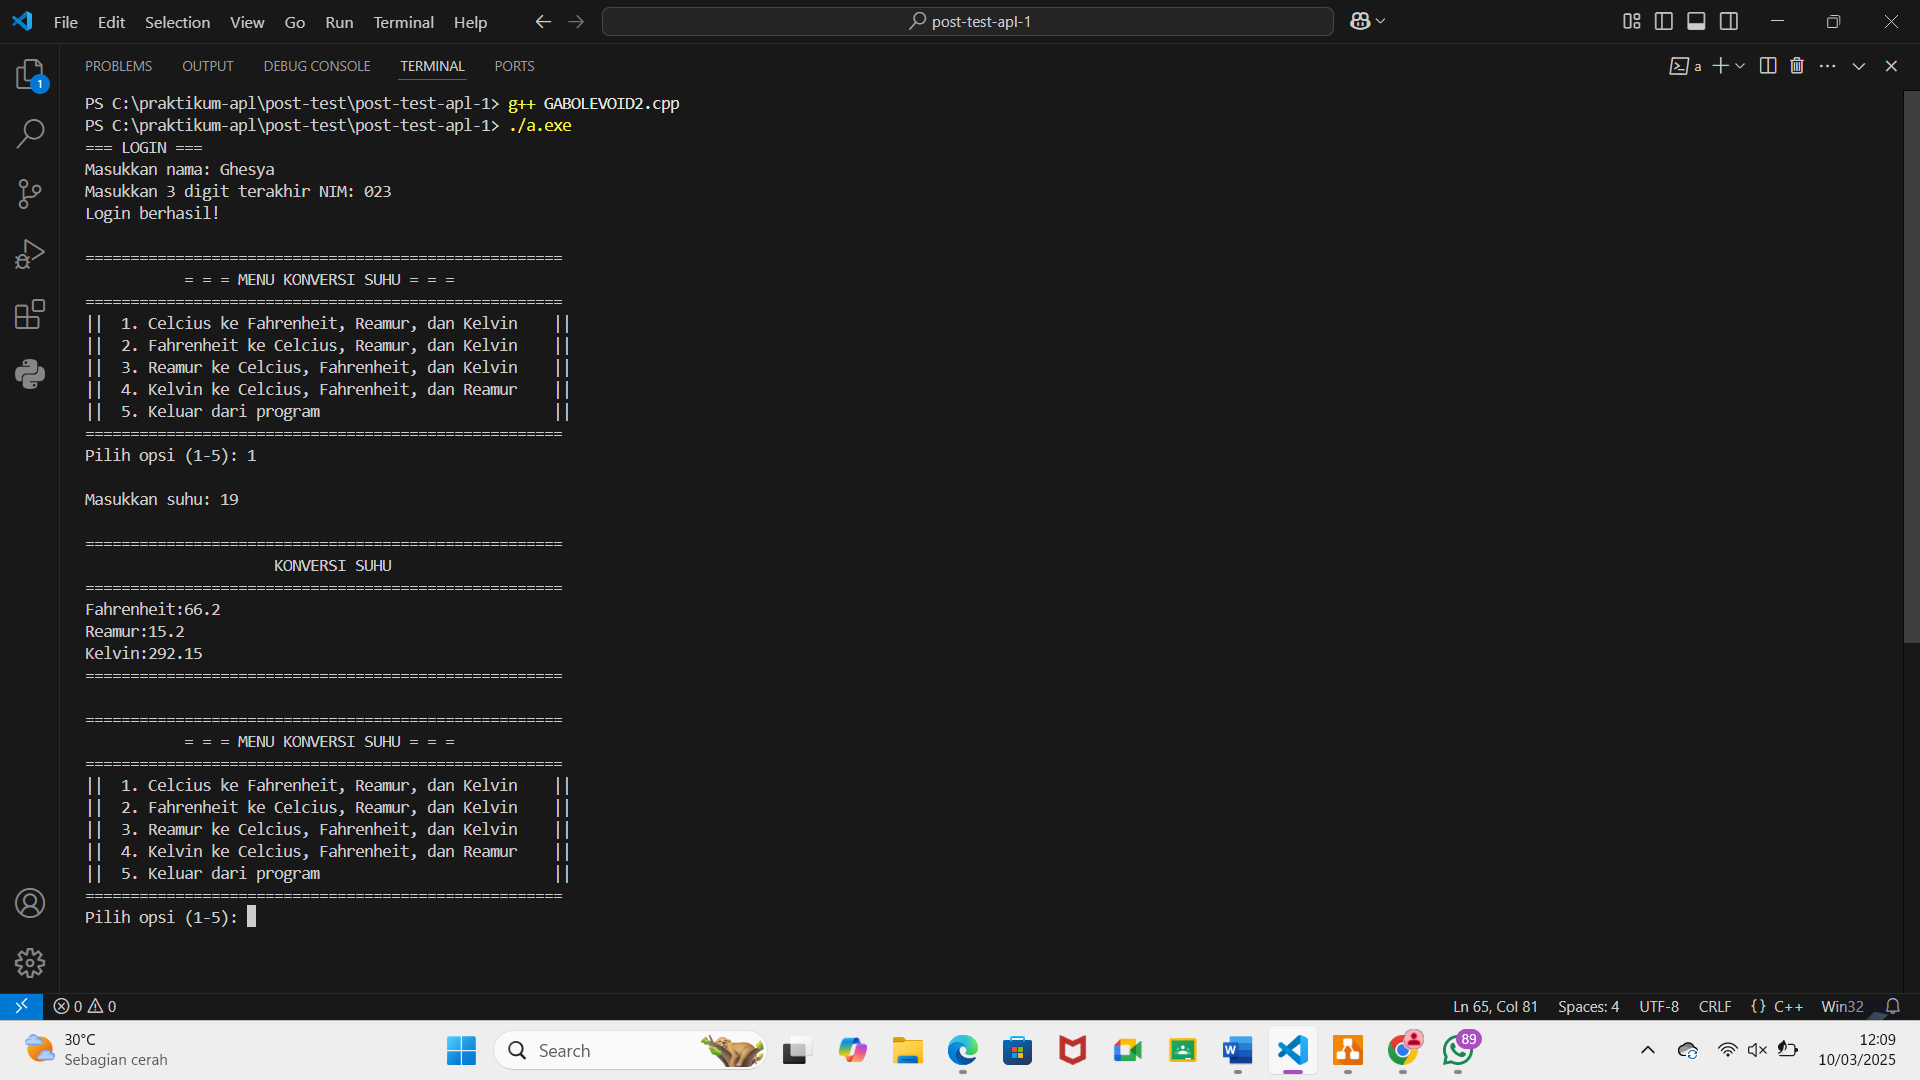 File Edit Selection View Go Run Terminal Help
post-test-apl-1
PROBLEMS OUTPUT DEBUG CONSOLE TERMINAL PORTS
a
1
PS C:\praktikum-apl\post-test\post-test-apl-1> g++ GABOLEVOID2.cpp
PS C:\praktikum-apl\post-test\post-test-apl-1> ./a.exe
=== LOGIN ===
Masukkan nama: Ghesya
Masukkan 3 digit terakhir NIM: 023
Login berhasil!
=====================================================
= = = MENU KONVERSI SUHU = = =
=====================================================
||  1. Celcius ke Fahrenheit, Reamur, dan Kelvin    ||
||  2. Fahrenheit ke Celcius, Reamur, dan Kelvin    ||
||  3. Reamur ke Celcius, Fahrenheit, dan Kelvin    ||
||  4. Kelvin ke Celcius, Fahrenheit, dan Reamur    ||
||  5. Keluar dari program                          ||
=====================================================
Pilih opsi (1-5): 1
Masukkan suhu: 19
=====================================================
KONVERSI SUHU
=====================================================
Fahrenheit:66.2
Reamur:15.2
Kelvin:292.15
=====================================================
=====================================================
= = = MENU KONVERSI SUHU = = =
=====================================================
||  1. Celcius ke Fahrenheit, Reamur, dan Kelvin    ||
||  2. Fahrenheit ke Celcius, Reamur, dan Kelvin    ||
||  3. Reamur ke Celcius, Fahrenheit, dan Kelvin    ||
||  4. Kelvin ke Celcius, Fahrenheit, dan Reamur    ||
||  5. Keluar dari program                          ||
=====================================================
Pilih opsi (1-5):
0 0 Ln 65, Col 81 Spaces: 4 UTF-8 CRLF {} C++ Win32
30°C
Sebagian cerah
Search
89
12:09
10/03/2025